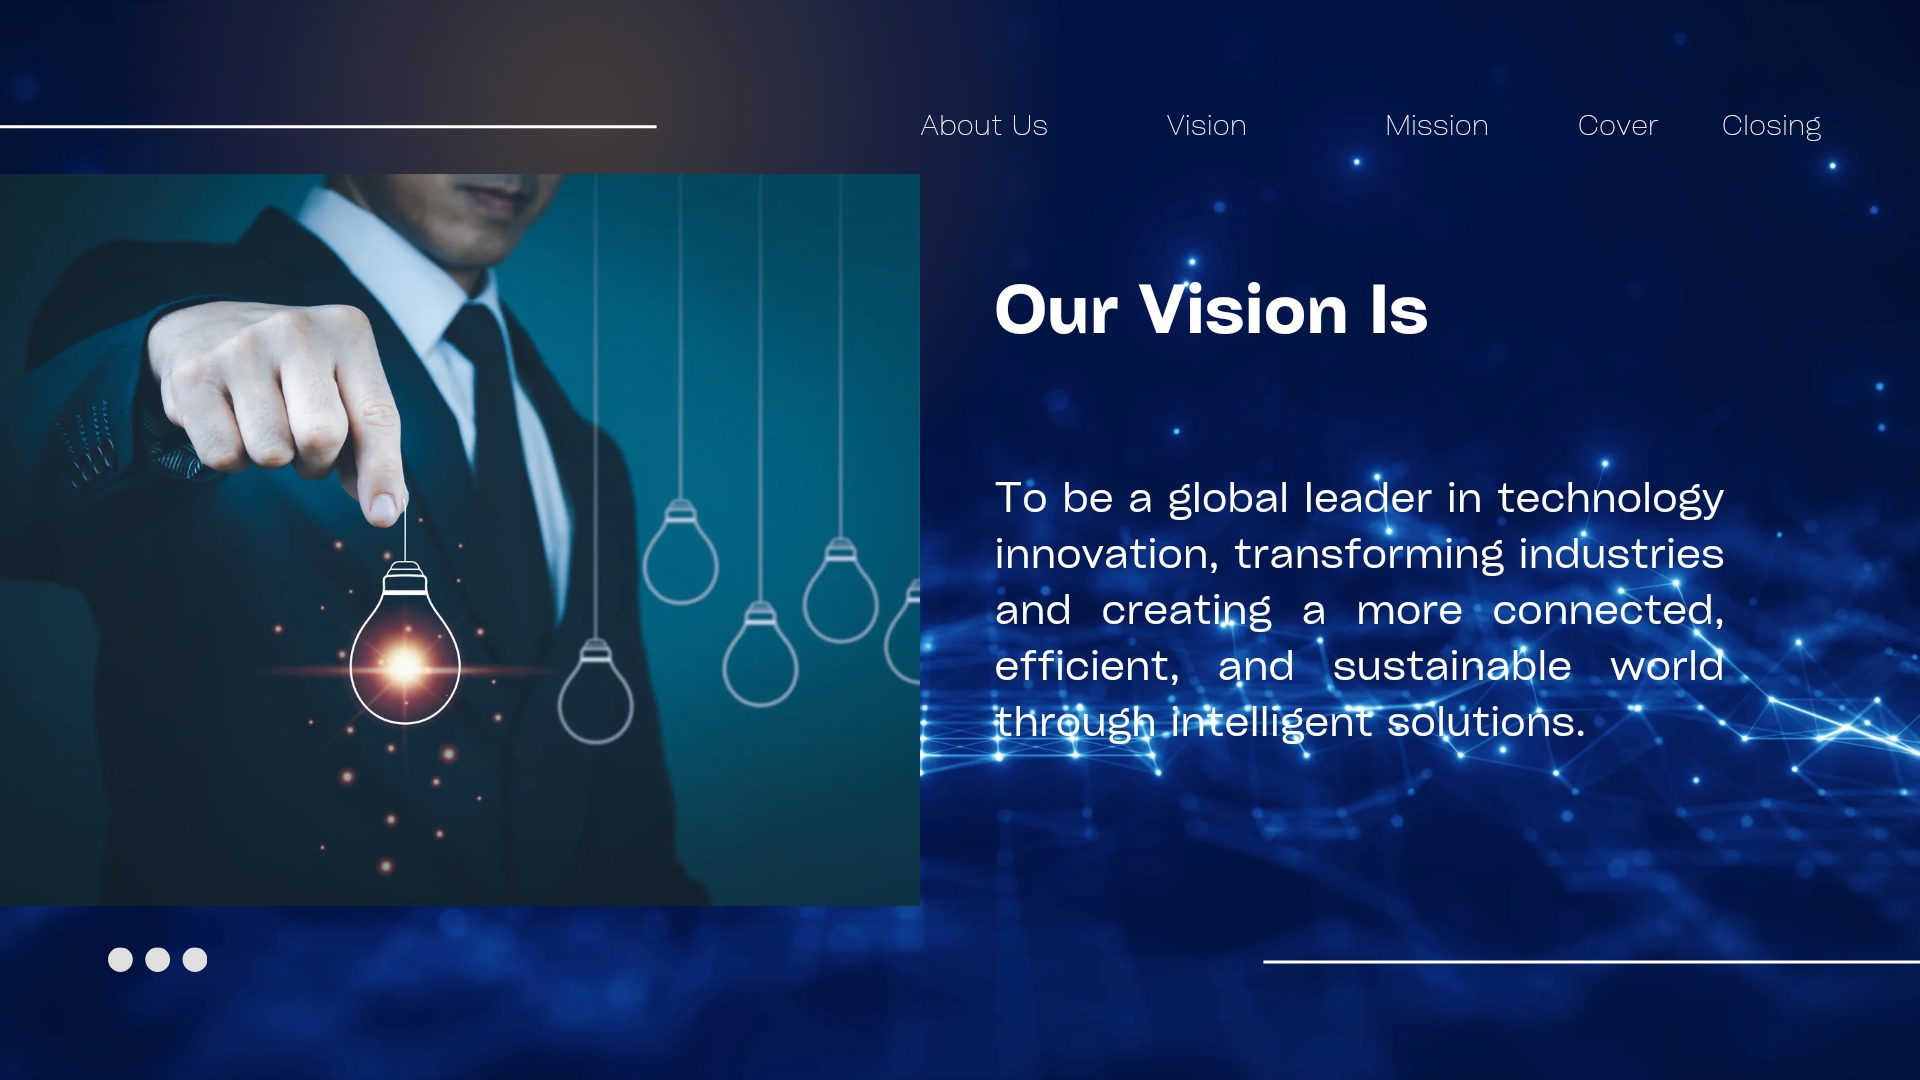 About Us Vision Mission Cover Closing
Our Vision Is
To be a global leader in technology
innovation, transforming industries
and creating a more connected,
efficient, and sustainable world
through intelligent solutions.